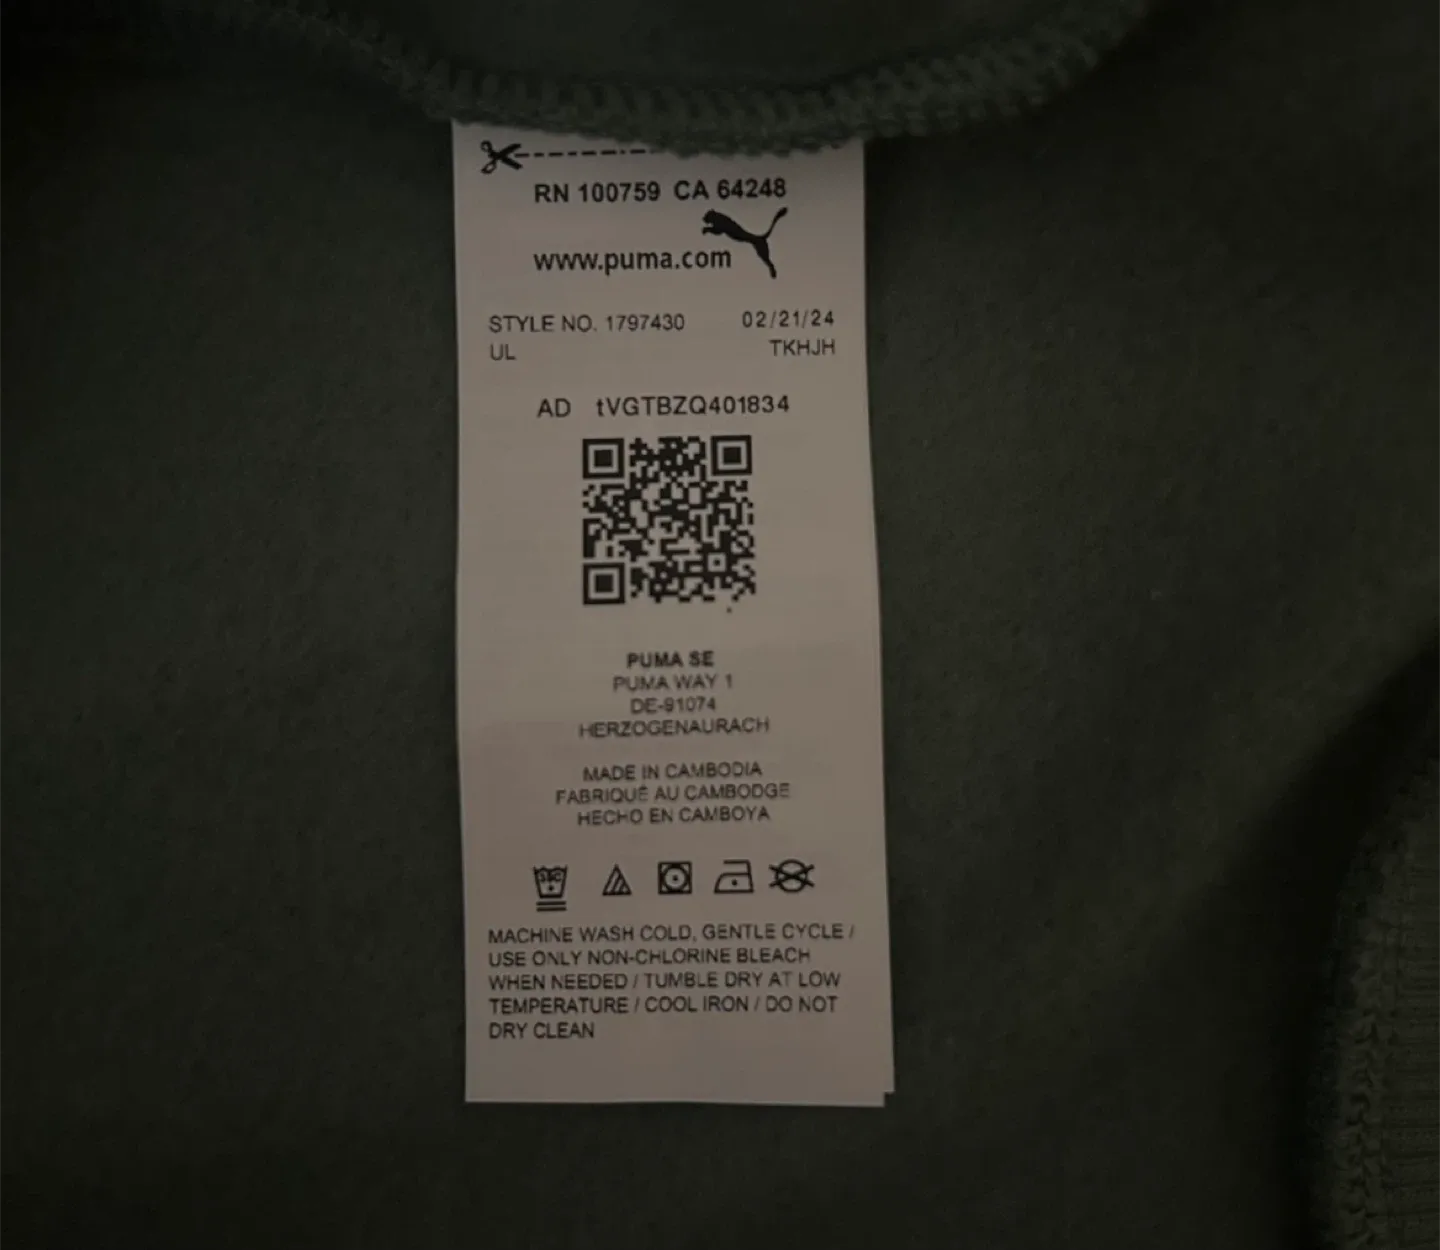 RN 100759 CA 64248
www.puma.com
STYLE NO. 1797430 02/21/24
UL TKHJH
AD tVGTBZQ401834
PUMA SE
PUMA WAY 1
DE-91074
HERZOGENAURACH
MADE IN CAMBODIA
FABRIQUÉ AU CAMBODGE
HECHO EN CAMBOYA
MACHINE WASH COLD, GENTLE CYCLE /
USE ONLY NON-CHLORINE BLEACH
WHEN NEEDED / TUMBLE DRY AT LOW
TEMPERATURE / COOL IRON / DO NOT
DRY CLEAN